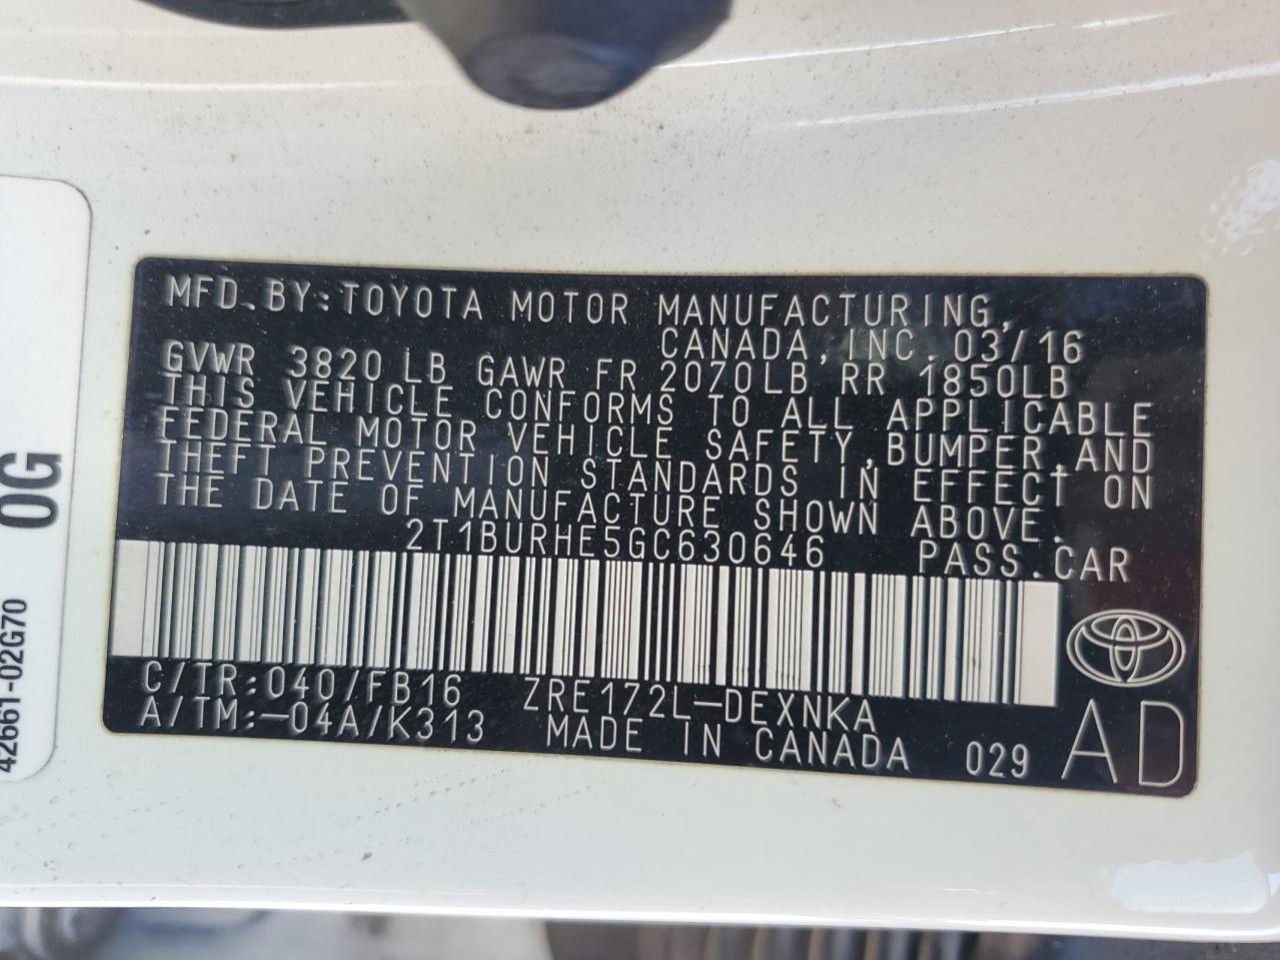 MFD. BY:TOYOTA MOTOR MANUFACTURING,
CANADA, INC. 03/16
GVWR 3820 LB GAWR FR 2070LB RR 1850LB
THIS VEHICLE CONFORMS TO ALL APPLICABLE
FEDERAL MOTOR VEHICLE SAFETY, BUMPER, AND
THEFT PREVENTION STANDARDS IN EFFECT ON
THE DATE OF MANUFACTURE SHOWN ABOVE.
2T1BURHE5GC630646 PASS. CAR
C/TR:040/FB16 ZRE172L-DEXNKA
A/TM:-04A/K313 MADE IN CANADA 029 AD
0G
42661-02G70